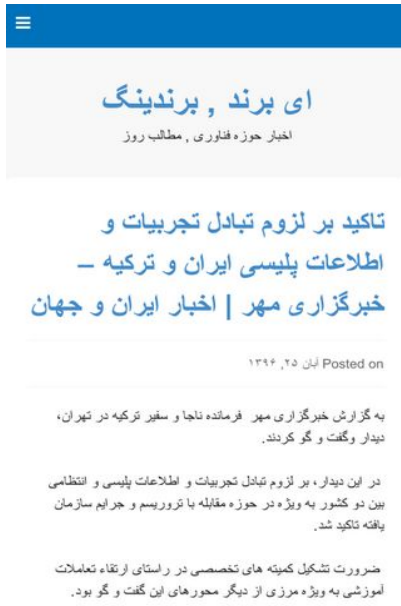 ای برند , برندینگ
اخبار حوزه فناوری , مطالب روز
تاکید بر لزوم تبادل تجربیات و
اطلاعات پلیسی ایران و ترکیه –
خبرگزاری مهر | اخبار ایران و جهان
Posted on آبان ۲۵, ۱۳۹۶
به گزارش خبرگزاری مهر فرمانده ناجا و سفیر ترکیه در تهران،
دیدار وگفت و گو کردند.
در این دیدار، بر لزوم تبادل تجربیات و اطلاعات پلیسی و انتظامی
بین دو کشور به ویژه در حوزه مقابله با تروریسم و جرایم سازمان
یافته تاکید شد.
ضرورت تشکیل کمیته های تخصصی در راستای ارتقاء تعاملات
آموزشی به ویژه مرزی از دیگر محورهای این گفت و گو بود.